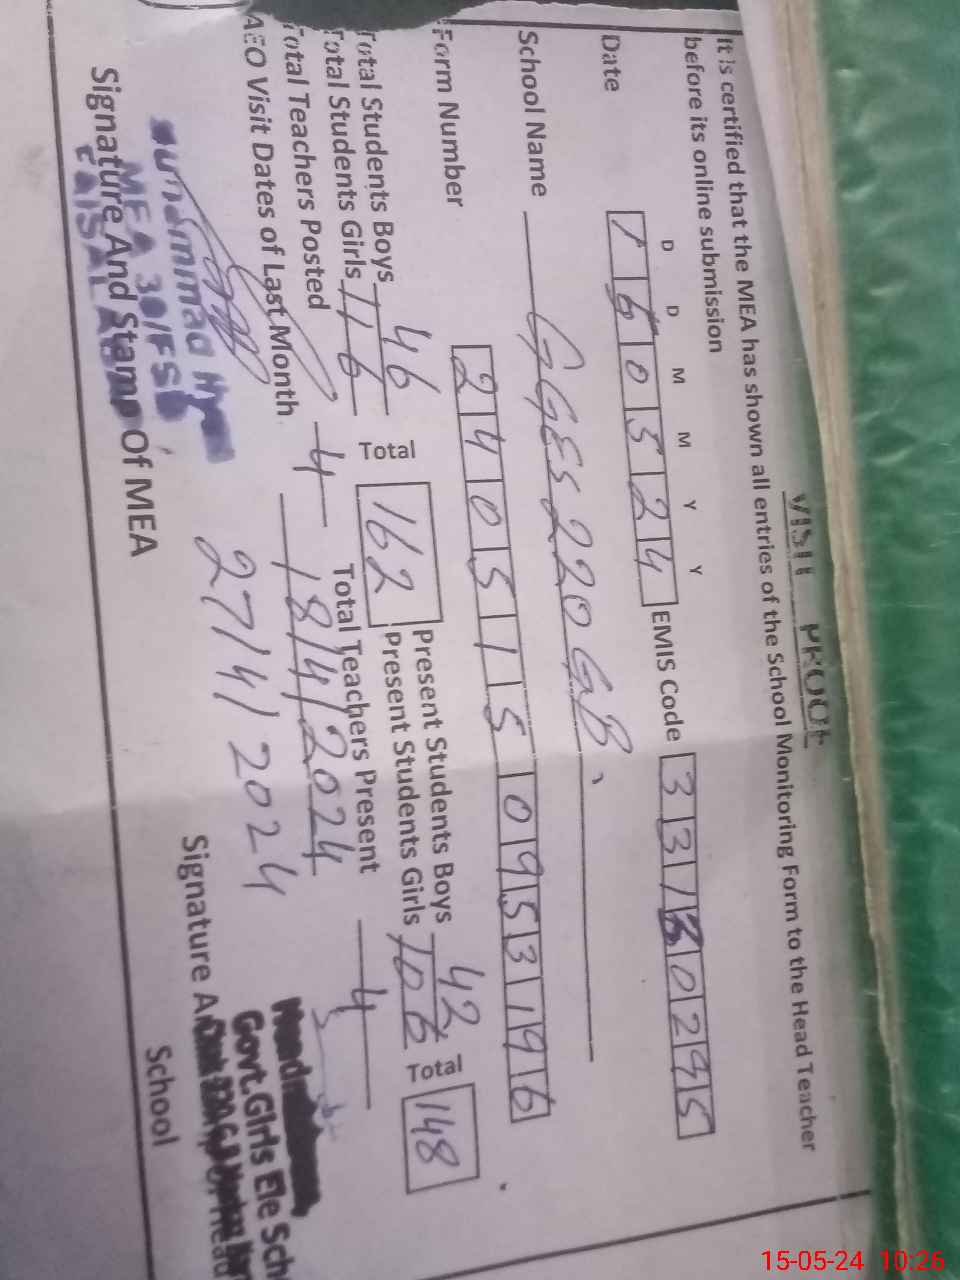 VISIT PROOF
It is certified that the MEA has shown all entries of the School Monitoring Form to the Head Teacher
before its online submission
D D M M Y Y
Date 1 6 0 5 2 4 EMIS Code 3 3 1 3 0 2 9 5
School Name GGES 220 GB
Form Number 2 4 0 5 1 5 0 9 5 3 1 9 6
Total Students Boys 46 Total 162 Present Students Boys 42 Total 148
Total Students Girls 116 Present Students Girls 106
Total Teachers Posted 4 Total Teachers Present 4
AEO Visit Dates of Last Month 18/4/2024
27/4/2024
Muhammad
MEA 30/FSD
FAISALABAD
Signature And Stamp Of MEA
Govt. Girls Ele Sch
Signature And
School
15-05-24 10:26